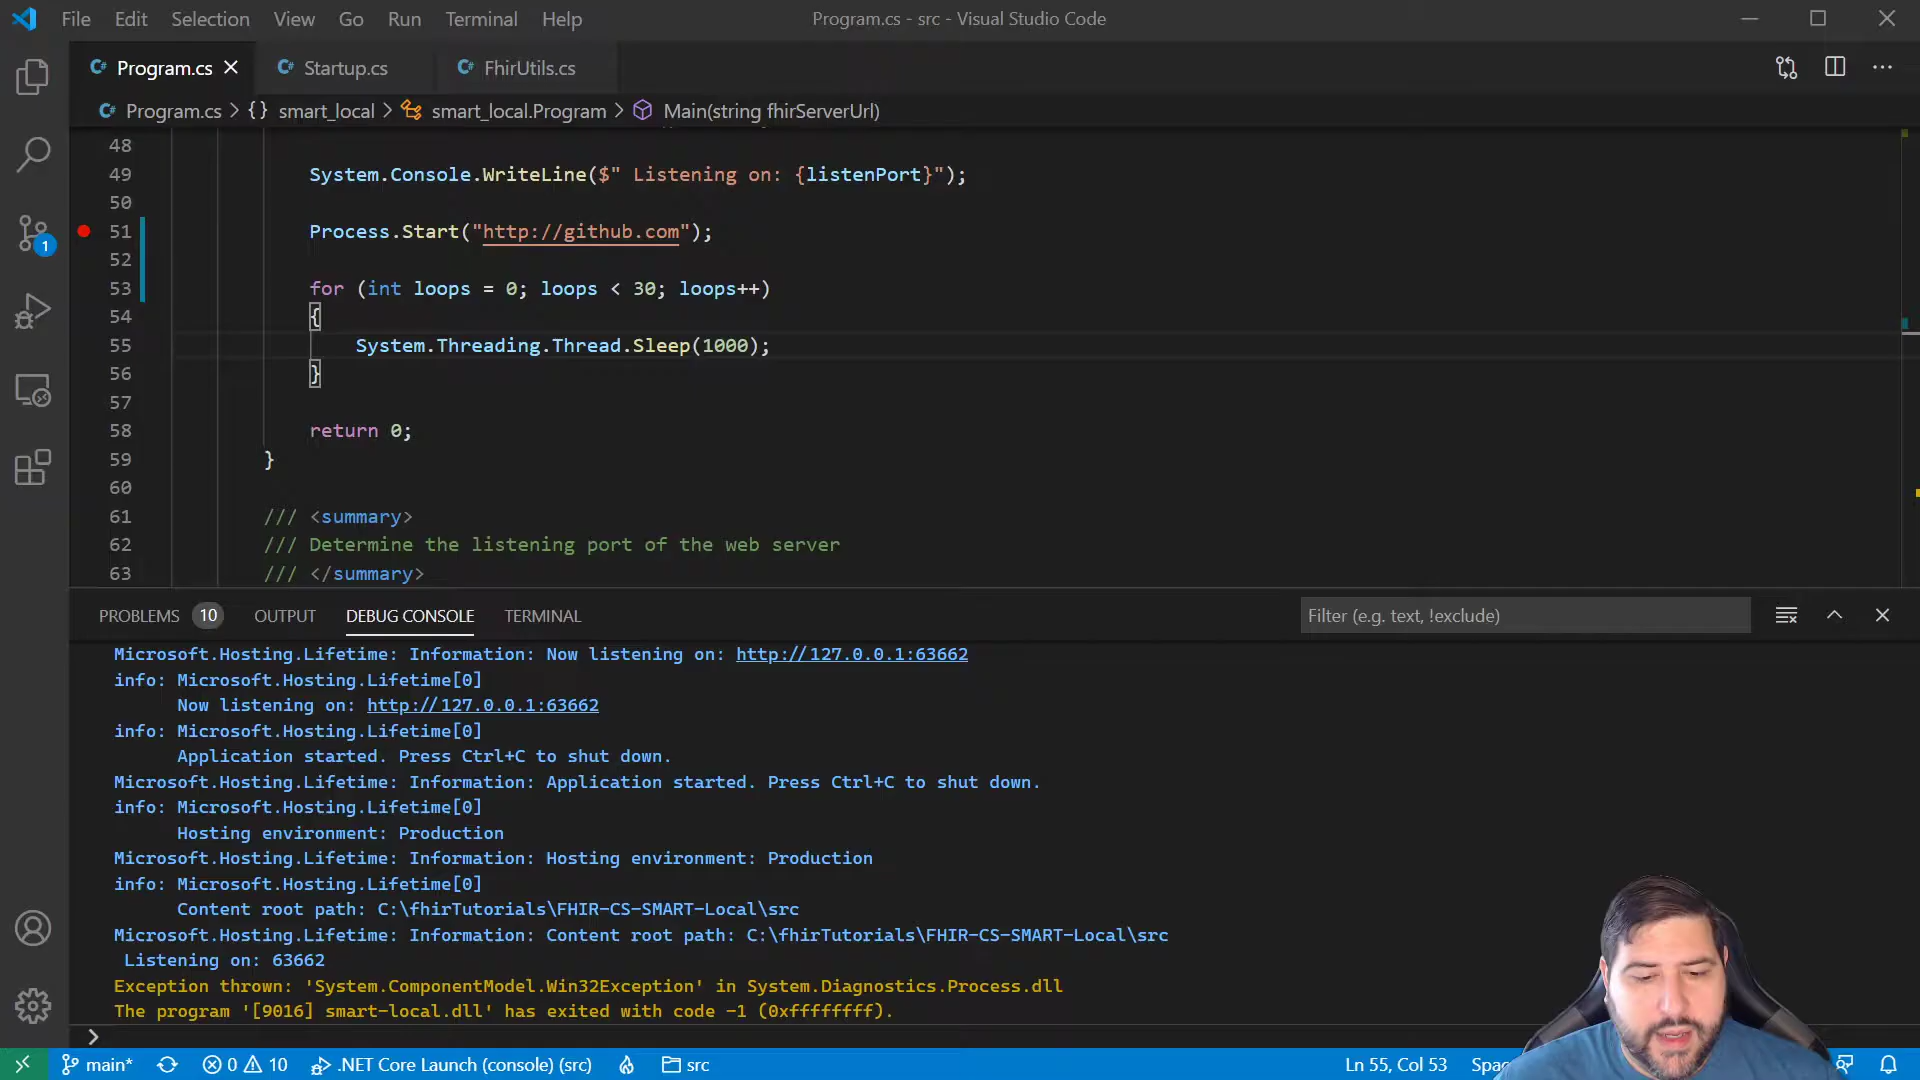 File Edit Selection View Go Run Terminal Help
Program.cs - src - Visual Studio Code
Program.cs
Startup.cs
FhirUtils.cs
Program.cs > {} smart_local > smart_local.Program > Main(string fhirServerUrl)
48
49 System.Console.WriteLine($" Listening on: {listenPort}");
50
51 Process.Start("http://github.com");
52
53 for (int loops = 0; loops < 30; loops++)
54 {
55 System.Threading.Thread.Sleep(1000);
56 }
57
58 return 0;
59 }
60
61 /// <summary>
62 /// Determine the listening port of the web server
63 /// </summary>
1
PROBLEMS 10 OUTPUT DEBUG CONSOLE TERMINAL
Filter (e.g. text, !exclude)
Microsoft.Hosting.Lifetime: Information: Now listening on: http://127.0.0.1:63662
info: Microsoft.Hosting.Lifetime[0]
Now listening on: http://127.0.0.1:63662
info: Microsoft.Hosting.Lifetime[0]
Application started. Press Ctrl+C to shut down.
Microsoft.Hosting.Lifetime: Information: Application started. Press Ctrl+C to shut down.
info: Microsoft.Hosting.Lifetime[0]
Hosting environment: Production
Microsoft.Hosting.Lifetime: Information: Hosting environment: Production
info: Microsoft.Hosting.Lifetime[0]
Content root path: C:\fhirTutorials\FHIR-CS-SMART-Local\src
Microsoft.Hosting.Lifetime: Information: Content root path: C:\fhirTutorials\FHIR-CS-SMART-Local\src
Listening on: 63662
Exception thrown: 'System.ComponentModel.Win32Exception' in System.Diagnostics.Process.dll
The program '[9016] smart-local.dll' has exited with code -1 (0xffffffff).
main* 0 10 .NET Core Launch (console) (src) src
Ln 55, Col 53